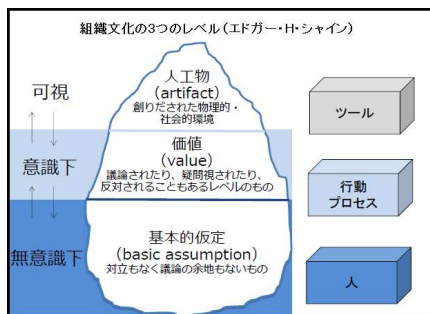 組織文化の3つのレベル（エドガー・H・シャイン）
可視
意識下
無意識下
人工物
(artifact)
創りだされた物理的・
社会的環境
価値
(value)
議論されたり、疑問視されたり、
反対されることもあるレベルのもの
基本的仮定
(basic assumption)
対立もなく議論の余地もないもの
ツール
行動
プロセス
人